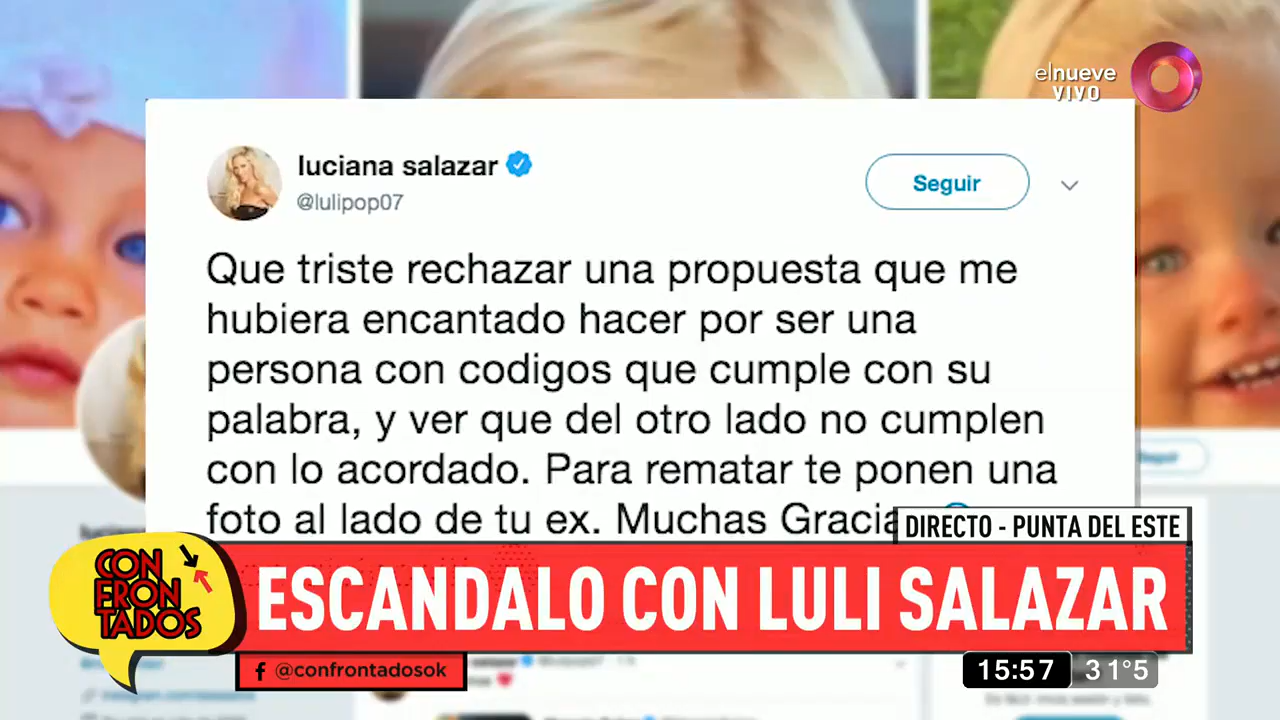 elnueve
VIVO
luciana salazar
@lulipop07
Seguir
Que triste rechazar una propuesta que me
hubiera encantado hacer por ser una
persona con codigos que cumple con su
palabra, y ver que del otro lado no cumplen
con lo acordado. Para rematar te ponen una
foto al lado de tu ex. Muchas Gracia
DIRECTO - PUNTA DEL ESTE
CON
FRON
TADOS
ESCANDALO CON LULI SALAZAR
@confrontadosok
15:57
31°5